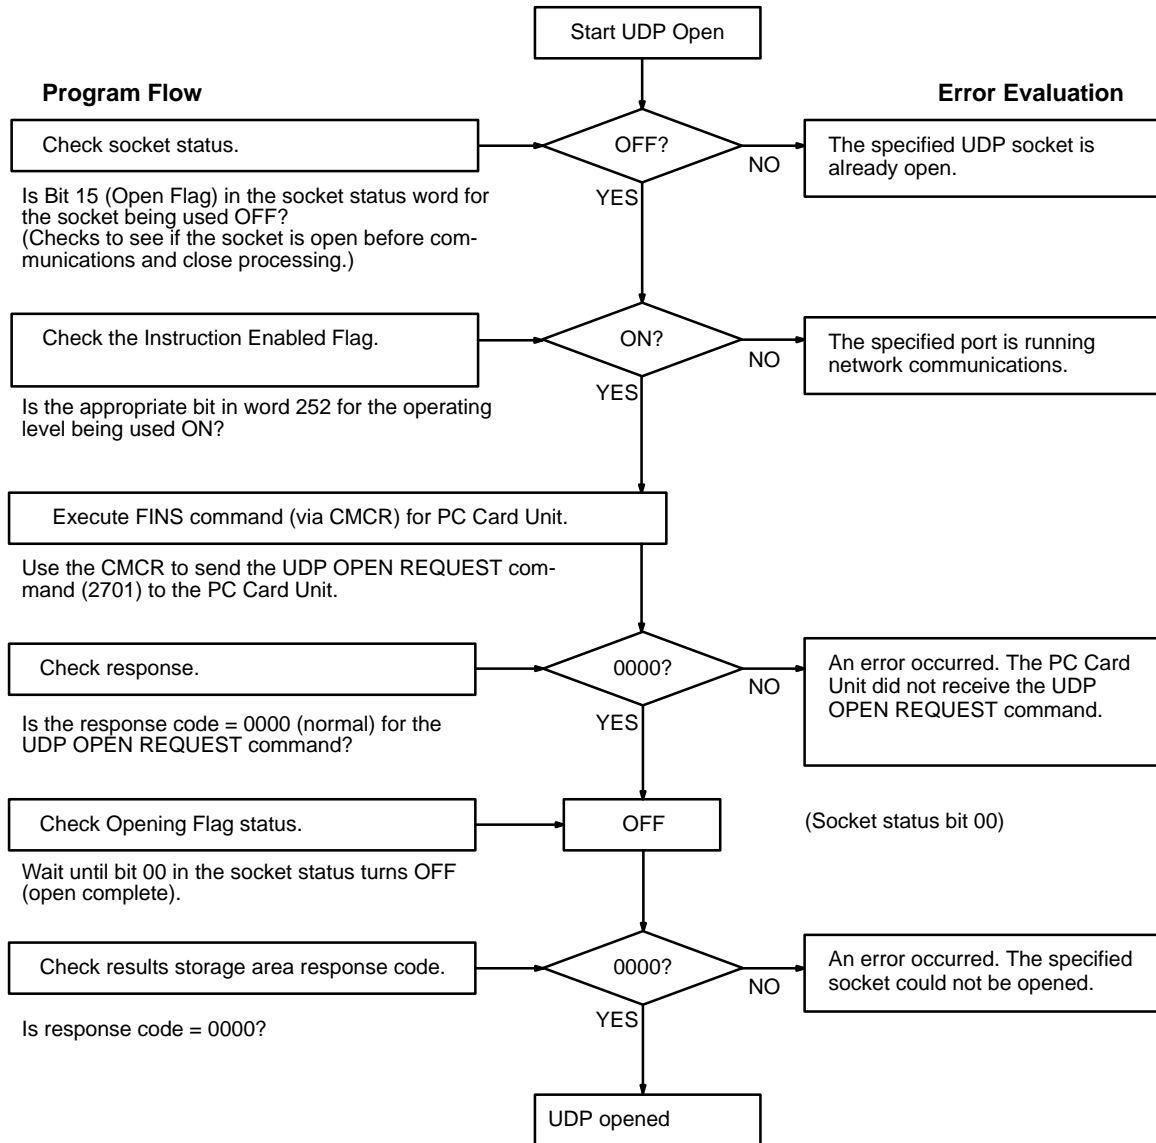 Start UDP Open
Program Flow
Error Evaluation
Check socket status.
OFF?
NO
The specified UDP socket is
already open.
YES
Is Bit 15 (Open Flag) in the socket status word for
the socket being used OFF?
(Checks to see if the socket is open before com-
munications and close processing.)
Check the Instruction Enabled Flag.
ON?
NO
The specified port is running
network communications.
YES
Is the appropriate bit in word 252 for the operating
level being used ON?
Execute FINS command (via CMCR) for PC Card Unit.
Use the CMCR to send the UDP OPEN REQUEST com-
mand (2701) to the PC Card Unit.
Check response.
0000?
NO
An error occurred. The PC Card
Unit did not receive the UDP
OPEN REQUEST command.
YES
Is the response code = 0000 (normal) for the
UDP OPEN REQUEST command?
Check Opening Flag status.
OFF
(Socket status bit 00)
Wait until bit 00 in the socket status turns OFF
(open complete).
Check results storage area response code.
0000?
NO
An error occurred. The specified
socket could not be opened.
YES
Is response code = 0000?
UDP opened